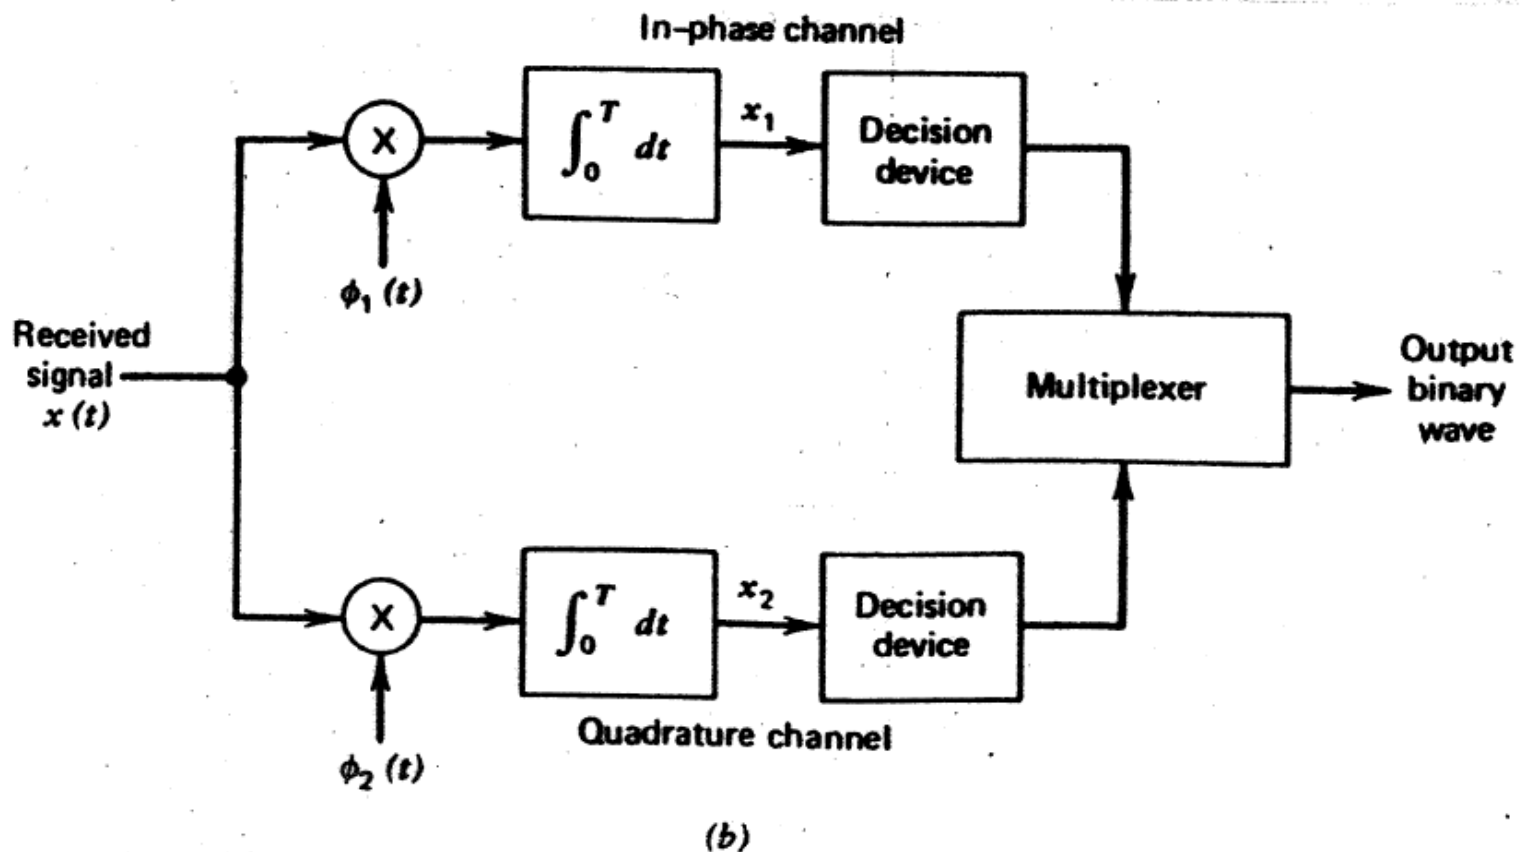 In-phase channel
X
∫₀ᵀ dt
x₁
Decision
device
ϕ₁ (t)
Received
signal
x (t)
Multiplexer
Output
binary
wave
X
∫₀ᵀ dt
x₂
Decision
device
Quadrature channel
ϕ₂ (t)
(b)